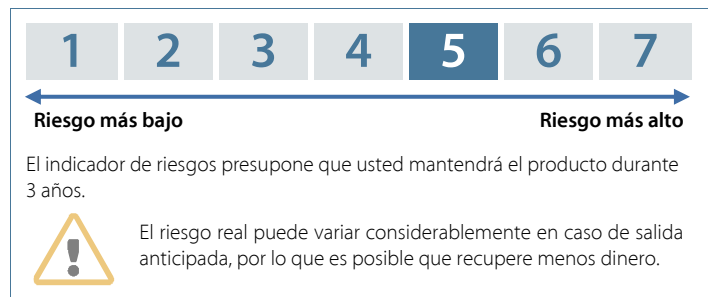 1 2 3 4 5 6 7
Riesgo más bajo Riesgo más alto
El indicador de riesgos presupone que usted mantendrá el producto durante
3 años.
El riesgo real puede variar considerablemente en caso de salida
anticipada, por lo que es posible que recupere menos dinero.